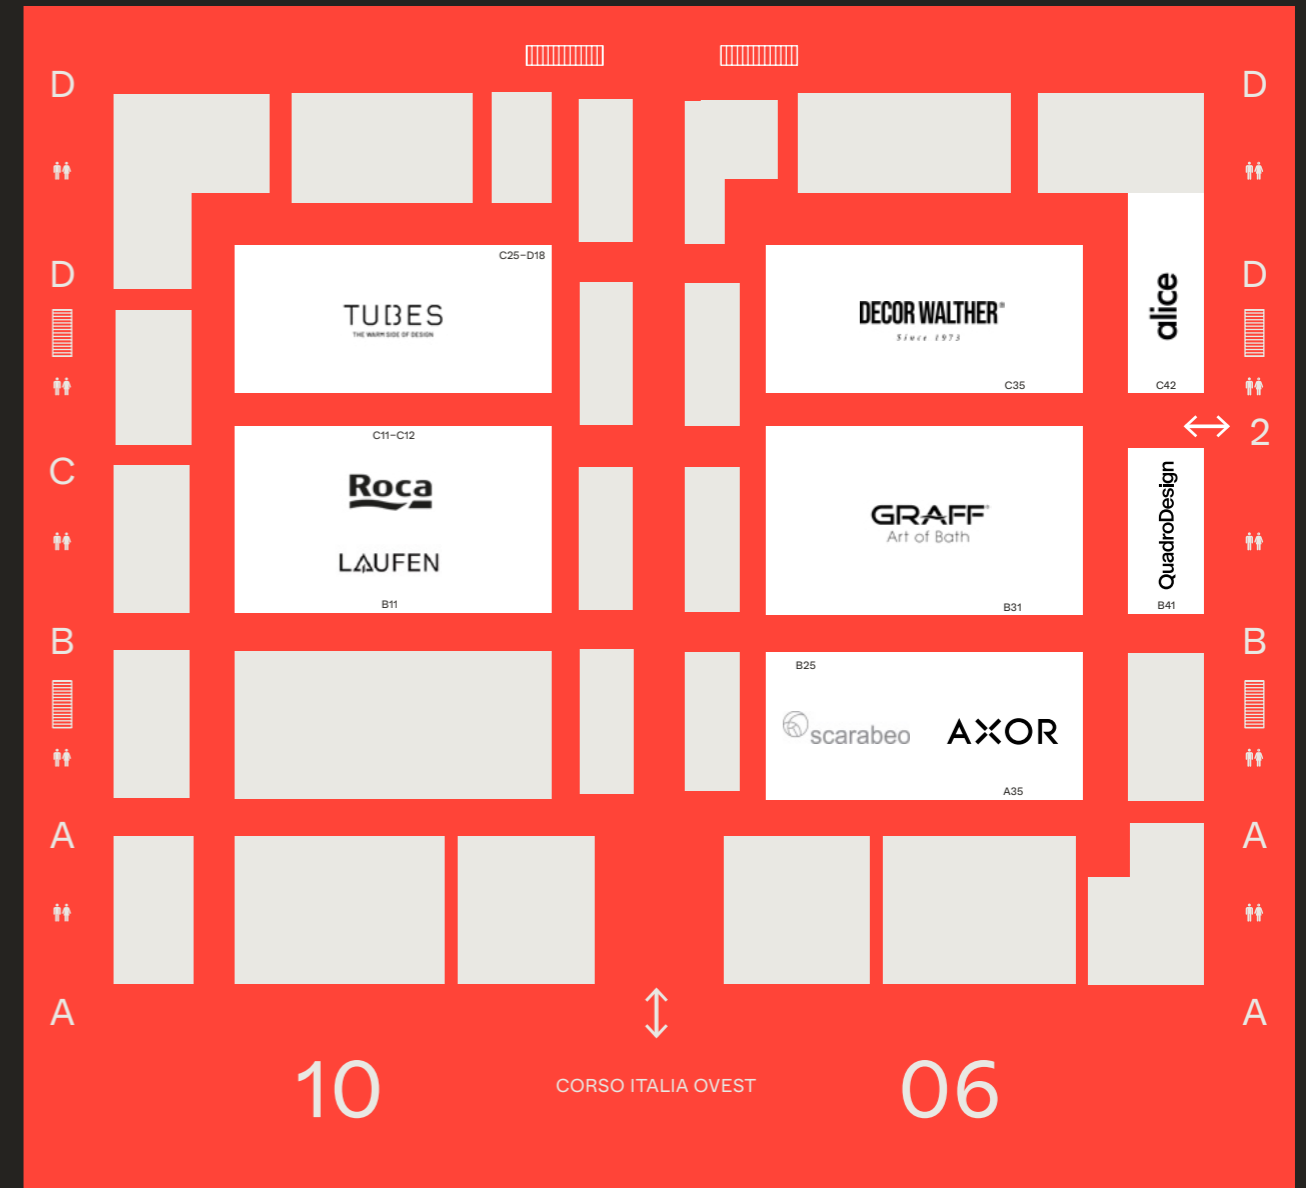 D
D
C25–D18
TUBES
THE WARM SIDE OF DESIGN
D
DECOR WALTHER®
Since 1973
C35
alice
C42
D
2
C11–C12
Roca
LAUFEN
B11
C
GRAFF®
Art of Bath
B31
QuadroDesign
B41
B
B
B25
scarabeo
AXOR
A35
A
A
A
A
10
CORSO ITALIA OVEST
06